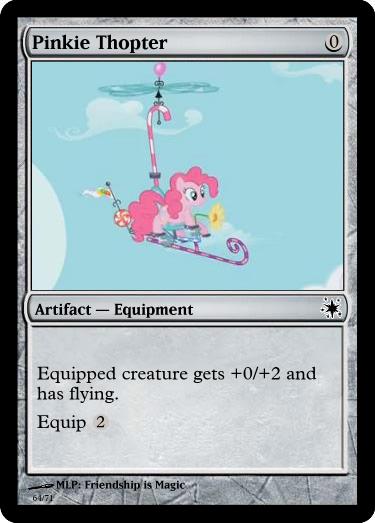 Pinkie Thopter 0
Artifact — Equipment
Equipped creature gets +0/+2 and
has flying.
Equip 2
MLP: Friendship is Magic
64/71